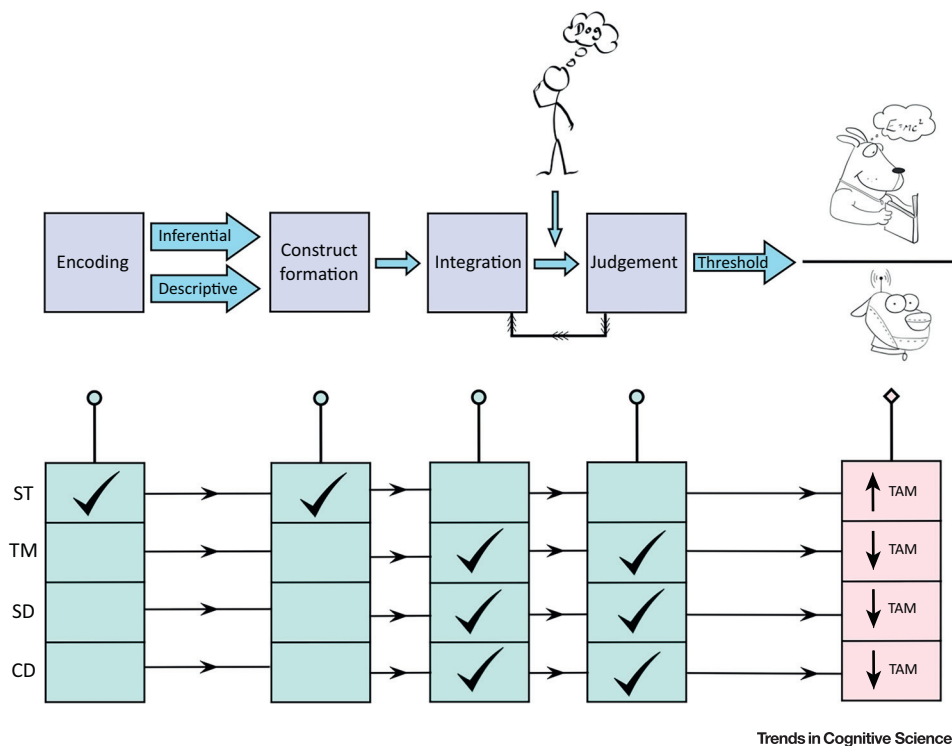 Dog
E=mc²
Encoding
Inferential
Descriptive
Construct
formation
Integration
Judgement
Threshold
ST
TM
SD
CD
TAM
TAM
TAM
TAM
Trends in Cognitive Sciences